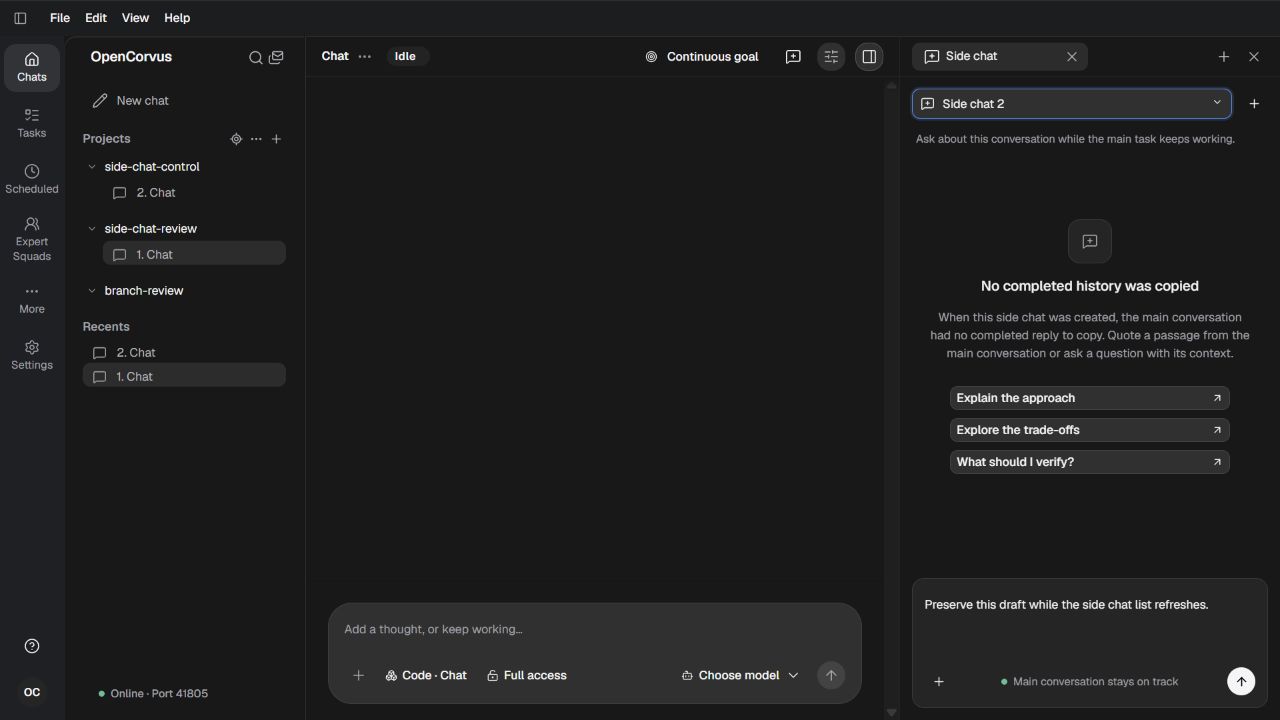 File Edit View Help
Chats
Tasks
Scheduled
Expert
Squads
More
Settings
OC
OpenCorvus
New chat
Projects
side-chat-control
2. Chat
side-chat-review
1. Chat
branch-review
Recents
2. Chat
1. Chat
Online · Port 41805
Chat Idle Continuous goal
Add a thought, or keep working...
Code · Chat Full access Choose model
Side chat
Side chat 2
Ask about this conversation while the main task keeps working.
No completed history was copied
When this side chat was created, the main conversation
had no completed reply to copy. Quote a passage from the
main conversation or ask a question with its context.
Explain the approach
Explore the trade-offs
What should I verify?
Preserve this draft while the side chat list refreshes.
Main conversation stays on track